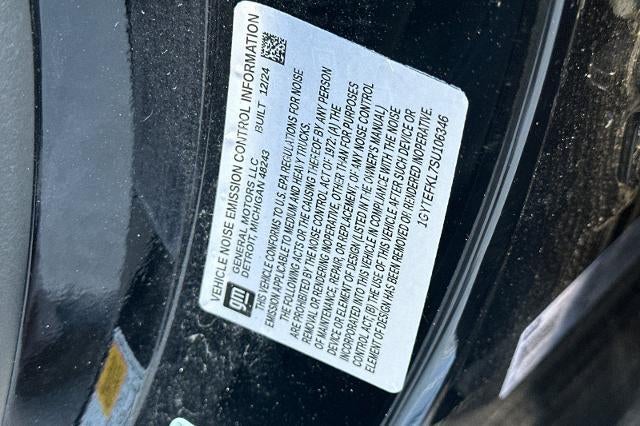 VEHICLE NOISE EMISSION CONTROL INFORMATION
gm
GENERAL MOTORS LLC
DETROIT, MICHIGAN 48243
BUILT 12/24
THIS VEHICLE CONFORMS TO US EPA REGULATIONS FOR NOISE
EMISSION APPLICABLE TO MEDIUM AND HEAVY TRUCKS.
THE FOLLOWING ACTS OR THE CAUSING THEREOF BY ANY PERSON
ARE PROHIBITED BY THE NOISE CONTROL ACT OF 1972. (A) THE
REMOVAL OR RENDERING INOPERATIVE, OTHER THAN FOR PURPOSES
OF MAINTENANCE, REPAIR, OR REPLACEMENT, OF ANY NOISE CONTROL
DEVICE OR ELEMENT OF DESIGN (LISTED IN THE OWNER'S MANUAL)
INCORPORATED INTO THIS VEHICLE IN COMPLIANCE WITH THE NOISE
CONTROL ACT, (B) THE USE OF THIS VEHICLE AFTER SUCH DEVICE OR
ELEMENT OF DESIGN HAS BEEN REMOVED OR RENDERED INOPERATIVE.
1GYTEFKL7SU106346